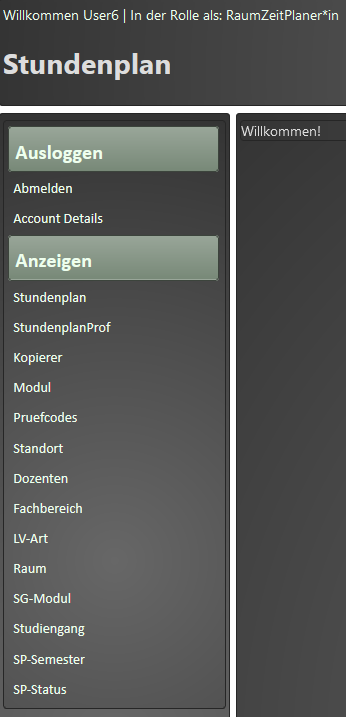 Willkommen User6 | In der Rolle als: RaumZeitPlaner*in
Stundenplan
Ausloggen
Abmelden
Account Details
Anzeigen
Stundenplan
StundenplanProf
Kopierer
Modul
Pruefcodes
Standort
Dozenten
Fachbereich
LV-Art
Raum
SG-Modul
Studiengang
SP-Semester
SP-Status
Willkommen!